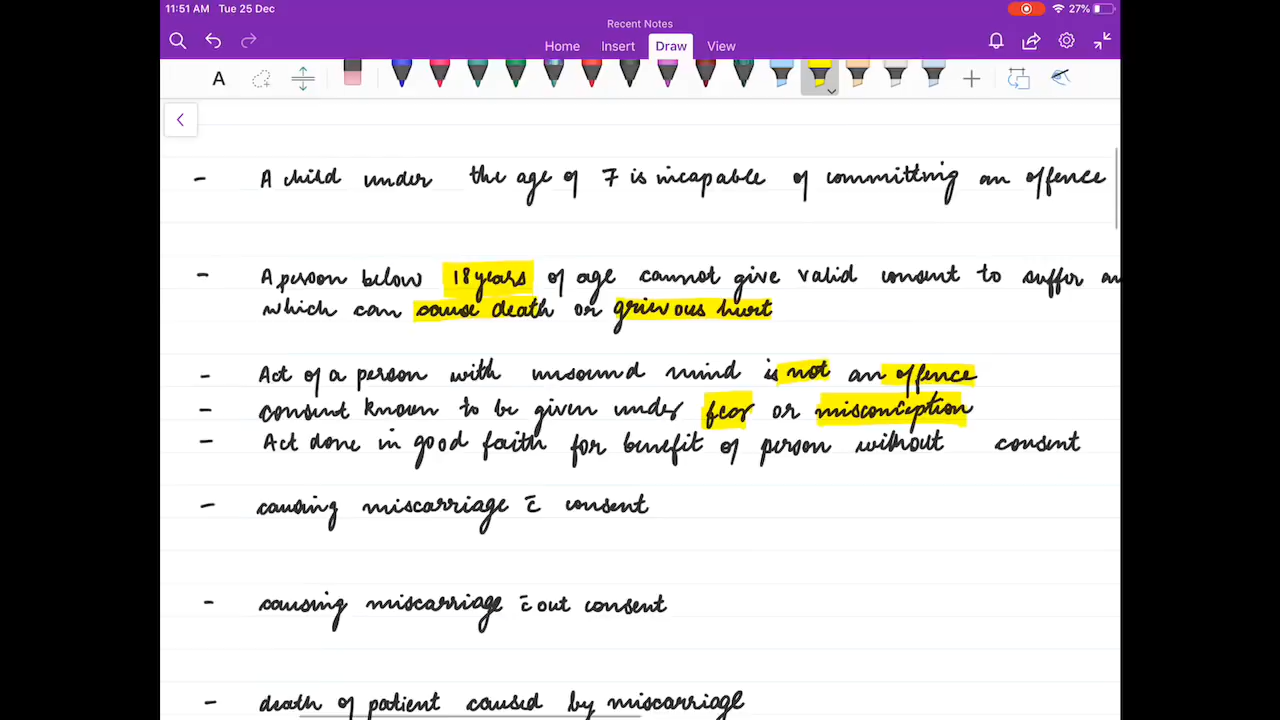 11:51 AM Tue 25 Dec
27%
Recent Notes
Home Insert Draw View
A
- A child under the age of 7 is incapable of committing an offence
- A person below 18 years of age cannot give valid consent to suffer
which can cause death or grievous hurt
- Act of a person with unsound mind is not an offence
- consent known to be given under fear or misconception
- Act done in good faith for benefit of person without consent
- causing miscarriage c̄ consent
- causing miscarriage c̄ out consent
- death of patient caused by miscarriage